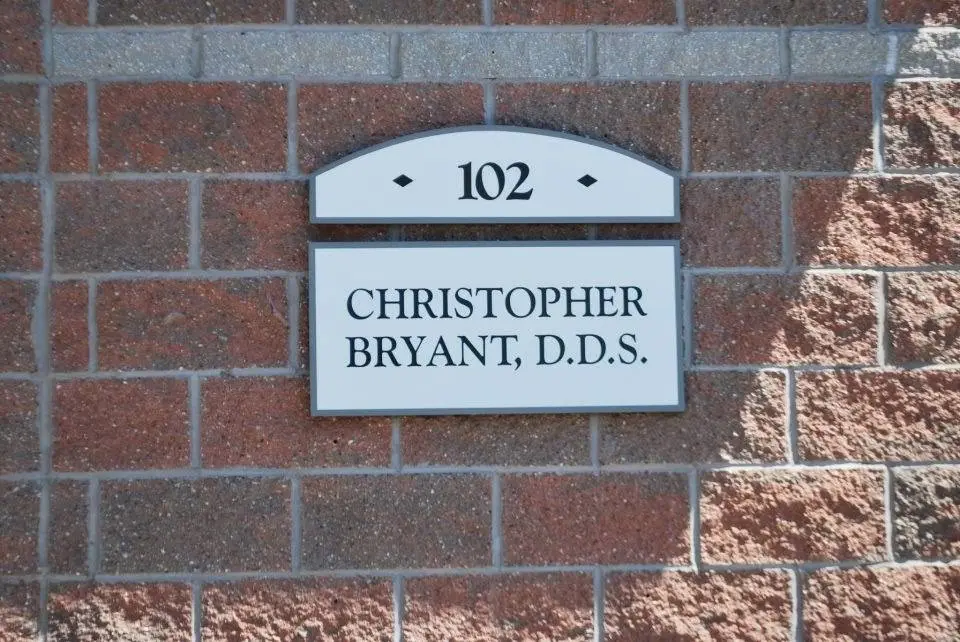 102
CHRISTOPHER
BRYANT, D.D.S.